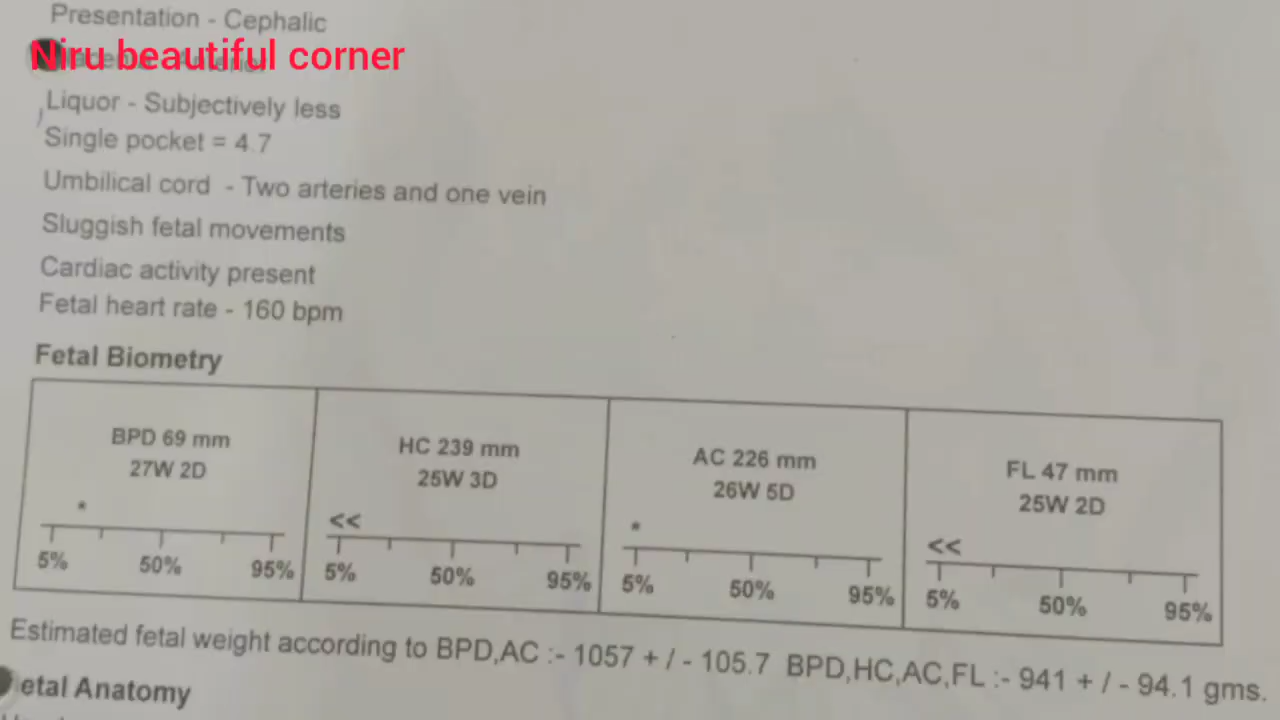 Presentation - Cephalic
Niru beautiful corner
Liquor - Subjectively less
Single pocket = 4.7
Umbilical cord - Two arteries and one vein
Sluggish fetal movements
Cardiac activity present
Fetal heart rate - 160 bpm
Fetal Biometry
BPD 69 mm
27W 2D
*
5% 50% 95%
HC 239 mm
25W 3D
<<
5% 50% 95%
AC 226 mm
26W 5D
*
5% 50% 95%
FL 47 mm
25W 2D
<<
5% 50% 95%
Estimated fetal weight according to BPD,AC :- 1057 + / - 105.7 BPD,HC,AC,FL :- 941 + / - 94.1 gms.
etal Anatomy